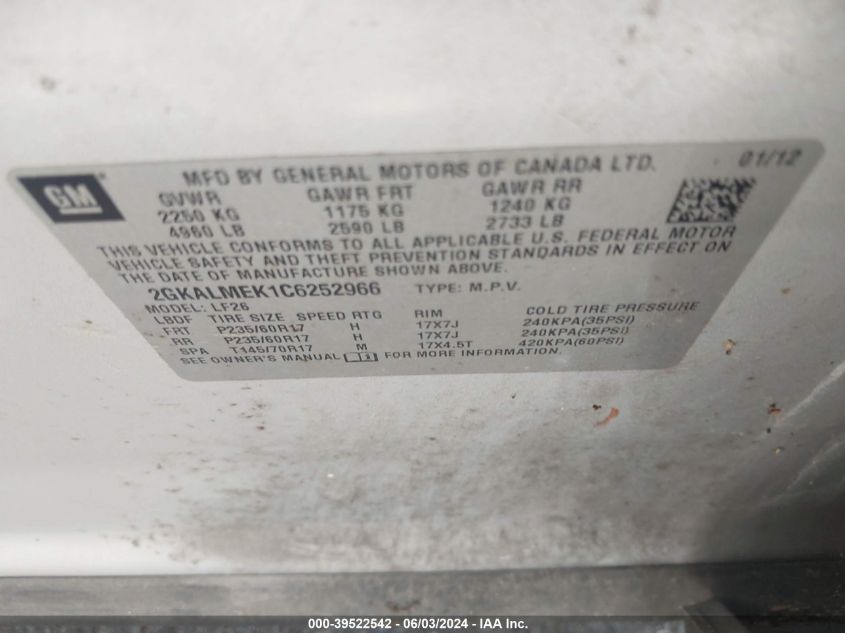 GM
MFD BY GENERAL MOTORS OF CANADA LTD. 01/12
GVWR GAWR FRT GAWR RR
2250 KG 1175 KG 1240 KG
4960 LB 2590 LB 2733 LB
THIS VEHICLE CONFORMS TO ALL APPLICABLE U.S. FEDERAL MOTOR
VEHICLE SAFETY AND THEFT PREVENTION STANDARDS IN EFFECT ON
THE DATE OF MANUFACTURE SHOWN ABOVE.
2GKALMEK1C6252966 TYPE: M.P.V.
MODEL: LF26
LBDF TIRE SIZE SPEED RTG RIM COLD TIRE PRESSURE
FRT P235/60R17 H 17X7J 240KPA(35PSI)
RR P235/60R17 H 17X7J 240KPA(35PSI)
SPA T145/70R17 M 17X4.5T 420KPA(60PSI)
SEE OWNER'S MANUAL FOR MORE INFORMATION.
000-39522542 - 06/03/2024 - IAA Inc.